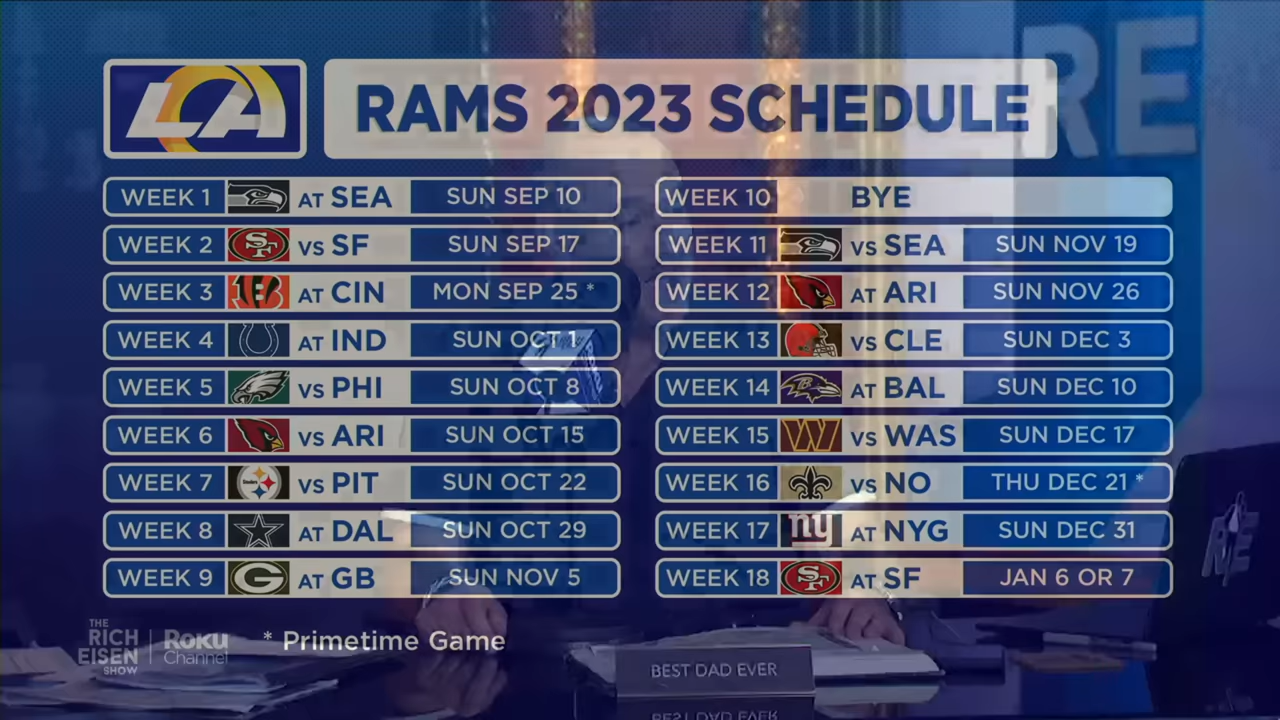 LA
RAMS 2023 SCHEDULE
RE
WEEK 1 AT SEA SUN SEP 10
WEEK 2 VS SF SUN SEP 17
WEEK 3 AT CIN MON SEP 25 *
WEEK 4 AT IND SUN OCT 1
WEEK 5 VS PHI SUN OCT 8
WEEK 6 VS ARI SUN OCT 15
WEEK 7 Steelers VS PIT SUN OCT 22
WEEK 8 AT DAL SUN OCT 29
WEEK 9 G AT GB SUN NOV 5
WEEK 10 BYE
WEEK 11 VS SEA SUN NOV 19
WEEK 12 AT ARI SUN NOV 26
WEEK 13 VS CLE SUN DEC 3
WEEK 14 AT BAL SUN DEC 10
WEEK 15 W VS WAS SUN DEC 17
WEEK 16 VS NO THU DEC 21 *
WEEK 17 ny AT NYG SUN DEC 31
WEEK 18 SF AT SF JAN 6 OR 7
* Primetime Game
THE
RICH
EISEN
SHOW
Roku
Channel
BEST DAD EVER
RE